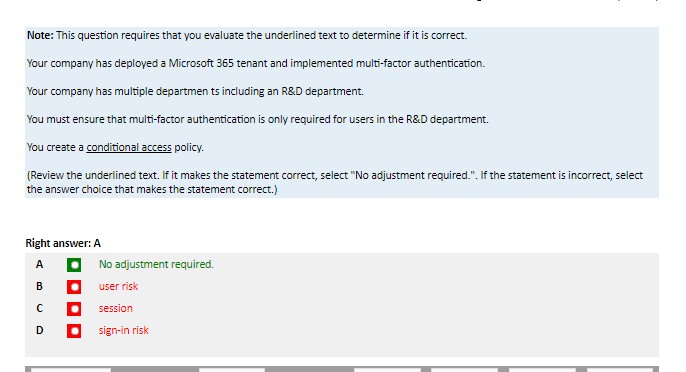 Note: This question requires that you evaluate the underlined text to determine if it is correct.
Your company has deployed a Microsoft 365 tenant and implemented multi-factor authentication.
Your company has multiple departmen ts including an R&D department.
You must ensure that multi-factor authentication is only required for users in the R&D department.
You create a conditional access policy.
(Review the underlined text. If it makes the statement correct, select "No adjustment required.". If the statement is incorrect, select
the answer choice that makes the statement correct.)
Right answer: A
A No adjustment required.
B user risk
C session
D sign-in risk